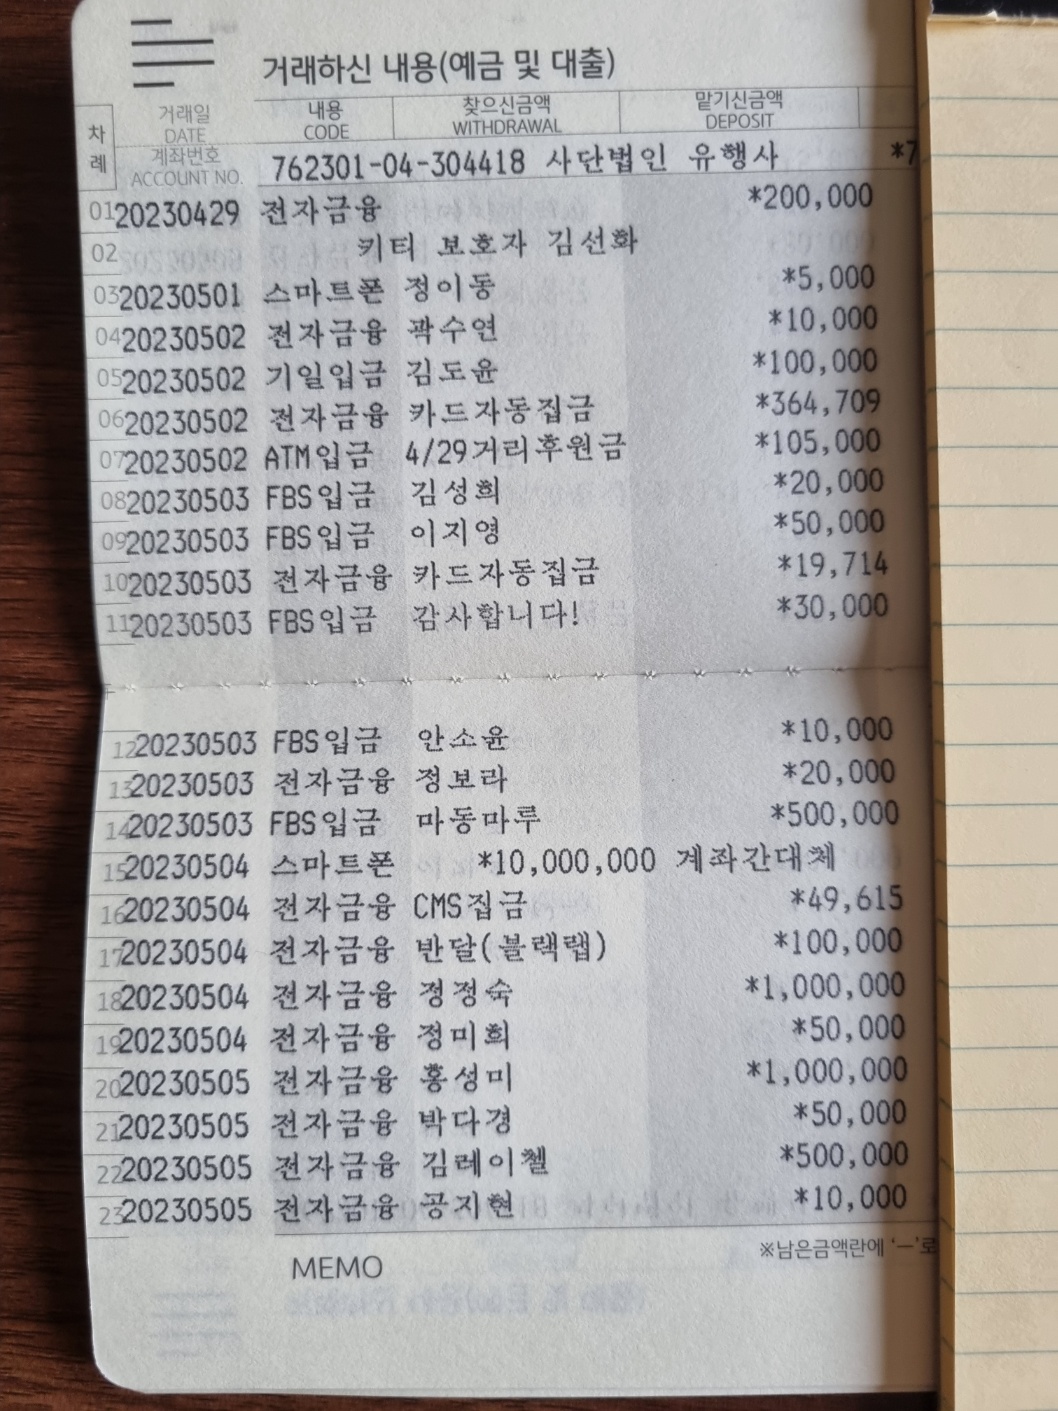 거래하신 내용(예금 및 대출)
차례 거래일 DATE 내용 CODE 찾으신금액 WITHDRAWAL 맡기신금액 DEPOSIT
계좌번호 ACCOUNT NO. 762301-04-304418 사단법인 유행사 *7
01 20230429 전자금융 *200,000
02 키티 보호자 김선화
03 20230501 스마트폰 정이동 *5,000
04 20230502 전자금융 곽수연 *10,000
05 20230502 기일입금 김도윤 *100,000
06 20230502 전자금융 카드자동집금 *364,709
07 20230502 ATM입금 4/29거리후원금 *105,000
08 20230503 FBS입금 김성희 *20,000
09 20230503 FBS입금 이지영 *50,000
10 20230503 전자금융 카드자동집금 *19,714
11 20230503 FBS입금 감사합니다! *30,000
12 20230503 FBS입금 안소윤 *10,000
13 20230503 전자금융 정보라 *20,000
14 20230503 FBS입금 마동마루 *500,000
15 20230504 스마트폰 *10,000,000 계좌간대체
16 20230504 전자금융 CMS집금 *49,615
17 20230504 전자금융 반달(블랙랩) *100,000
18 20230504 전자금융 정정숙 *1,000,000
19 20230504 전자금융 정미희 *50,000
20 20230505 전자금융 홍성미 *1,000,000
21 20230505 전자금융 박다경 *50,000
22 20230505 전자금융 김레이첼 *500,000
23 20230505 전자금융 공지현 *10,000
MEMO ※남은금액란에 '-'로